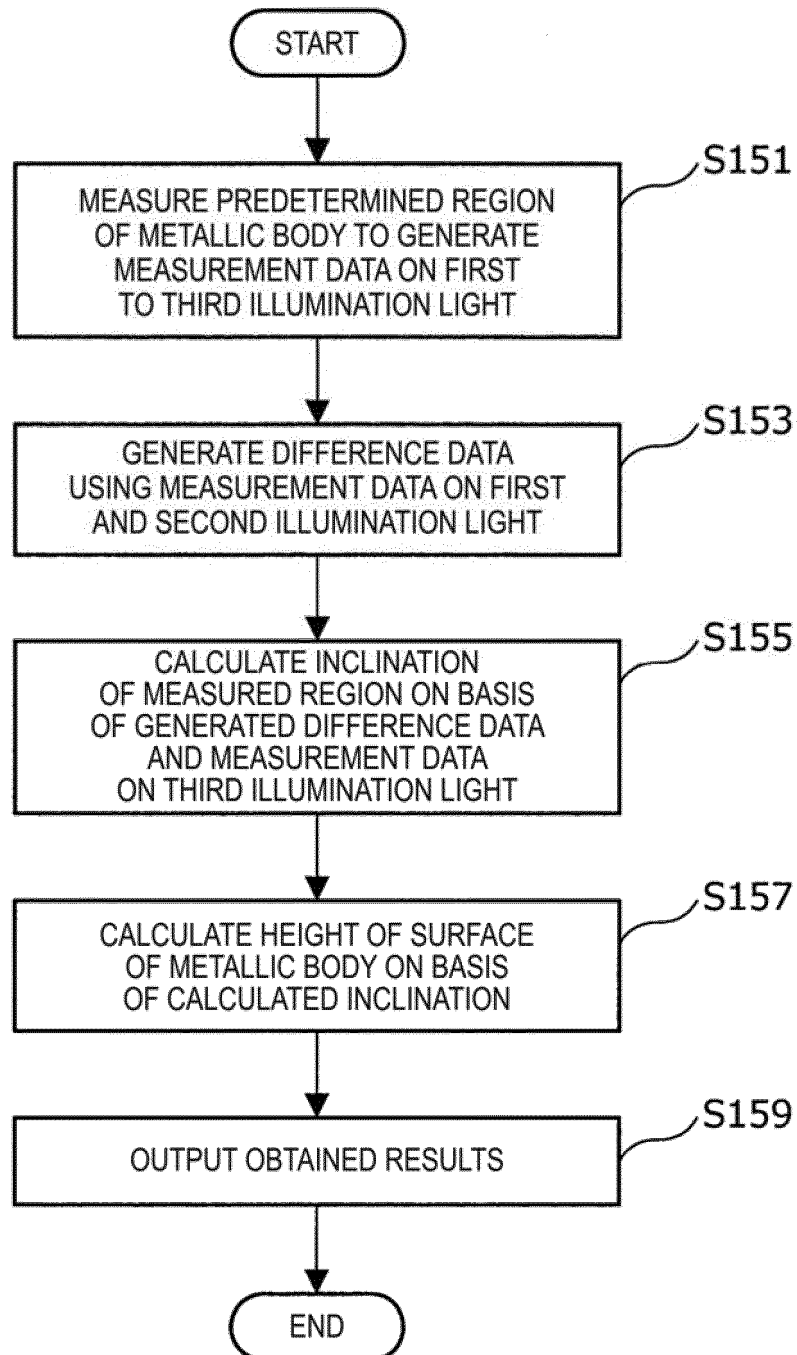 START
S151
MEASURE PREDETERMINED REGION
OF METALLIC BODY TO GENERATE
MEASUREMENT DATA ON FIRST
TO THIRD ILLUMINATION LIGHT
S153
GENERATE DIFFERENCE DATA
USING MEASUREMENT DATA ON FIRST
AND SECOND ILLUMINATION LIGHT
S155
CALCULATE INCLINATION
OF MEASURED REGION ON BASIS
OF GENERATED DIFFERENCE DATA
AND MEASUREMENT DATA
ON THIRD ILLUMINATION LIGHT
S157
CALCULATE HEIGHT OF SURFACE
OF METALLIC BODY ON BASIS
OF CALCULATED INCLINATION
S159
OUTPUT OBTAINED RESULTS
END